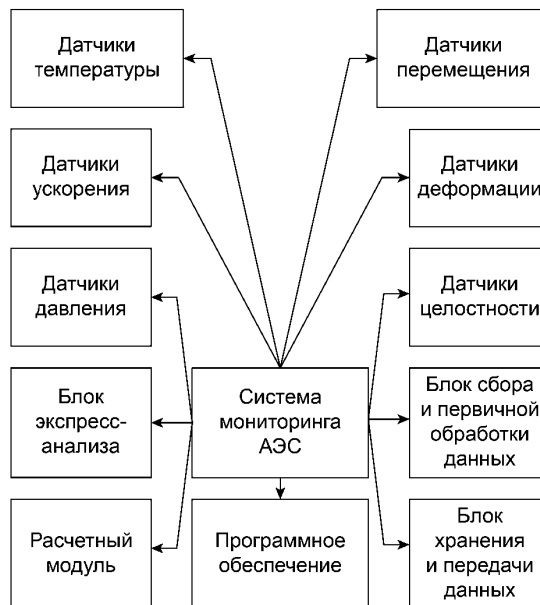 Датчики
температуры
Датчики
перемещения
Датчики
ускорения
Датчики
деформации
Датчики
давления
Датчики
целостности
Блок
экспресс-
анализа
Система
мониторинга
АЭС
Блок сбора
и первичной
обработки
данных
Расчетный
модуль
Программное
обеспечение
Блок
хранения
и передачи
данных